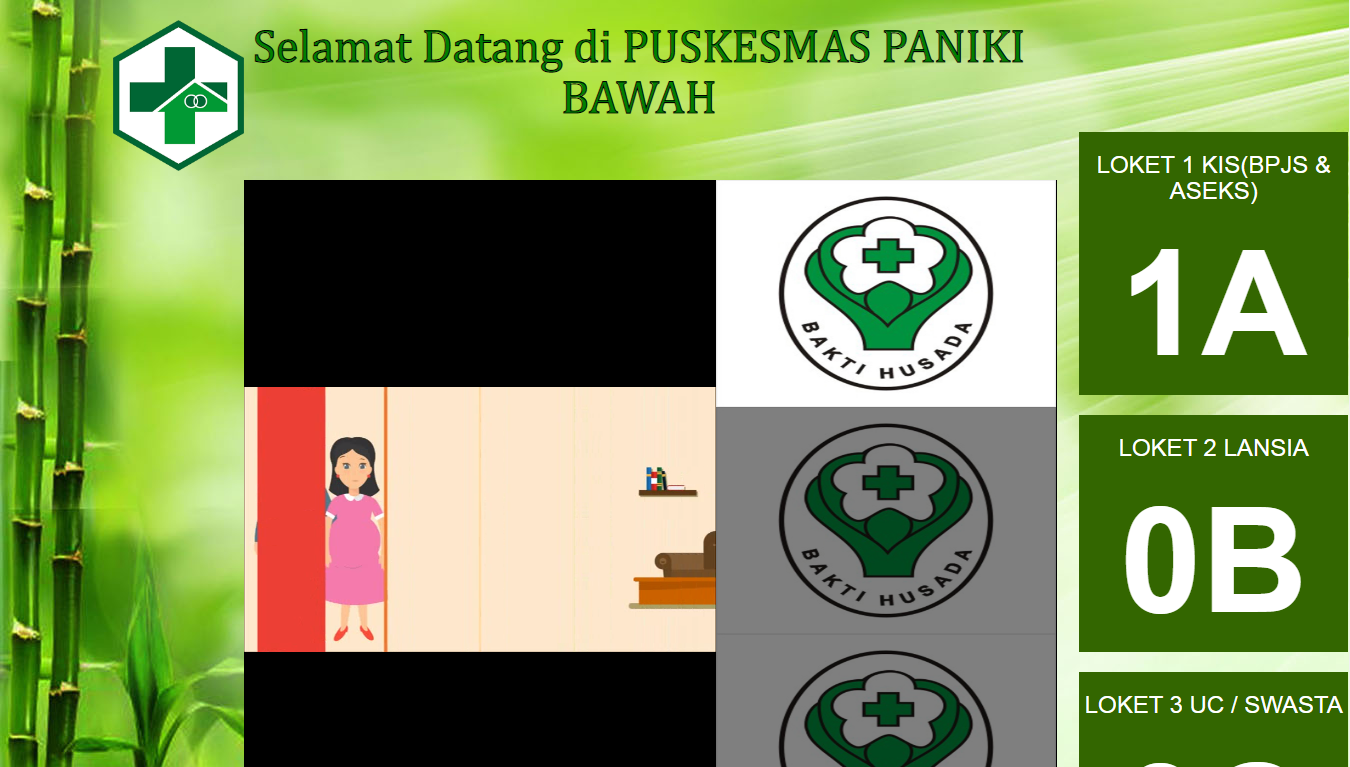 Selamat Datang di PUSKESMAS PANIKI
BAWAH
BAKTI HUSADA
BAKTI HUSADA
LOKET 1 KIS(BPJS &
ASEKS)
1A
LOKET 2 LANSIA
0B
LOKET 3 UC / SWASTA